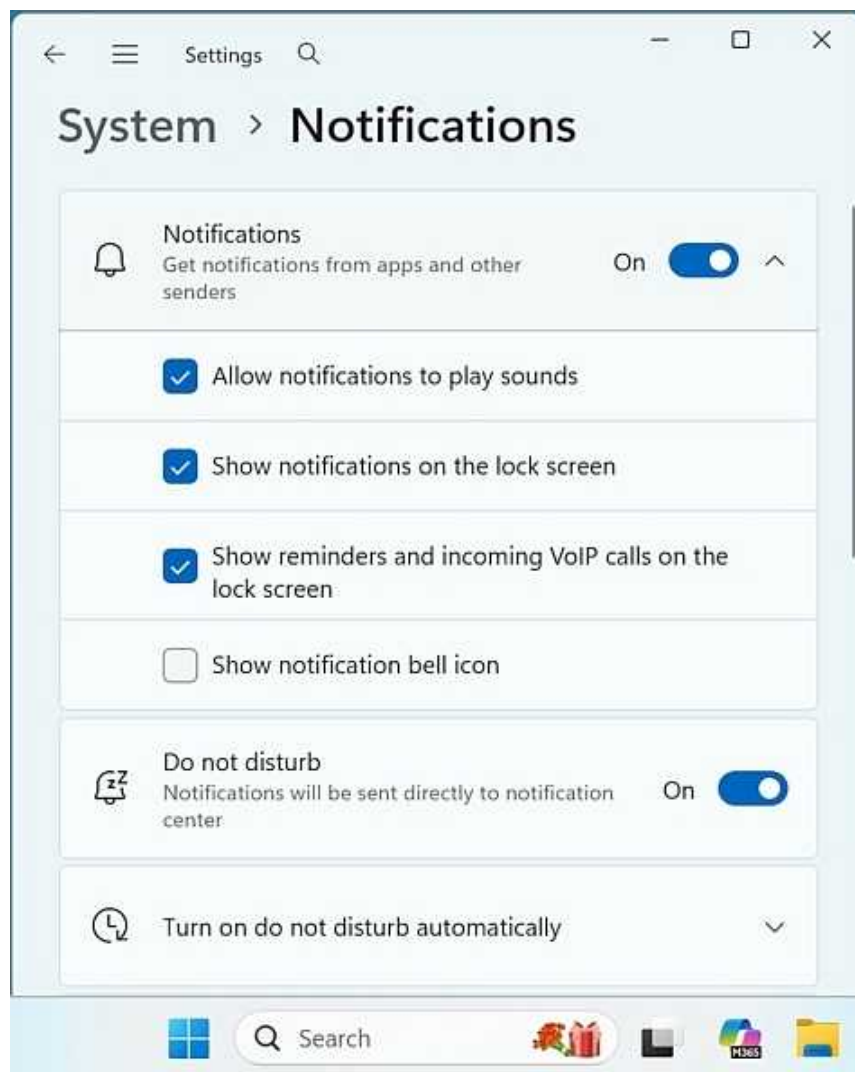 Settings
System > Notifications
Notifications
Get notifications from apps and other
senders
On
Allow notifications to play sounds
Show notifications on the lock screen
Show reminders and incoming VoIP calls on the
lock screen
Show notification bell icon
Do not disturb
Notifications will be sent directly to notification
center
On
Turn on do not disturb automatically
Search
M365